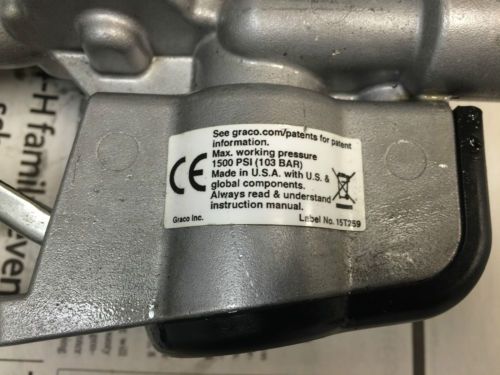 See graco.com/patents for patent
information.
Max. working pressure
1500 PSI (103 BAR)
Made in U.S.A. with U.S. &
global components.
Always read & understand
instruction manual.
CE
Graco Inc.
Label No. 15T259
-H famil